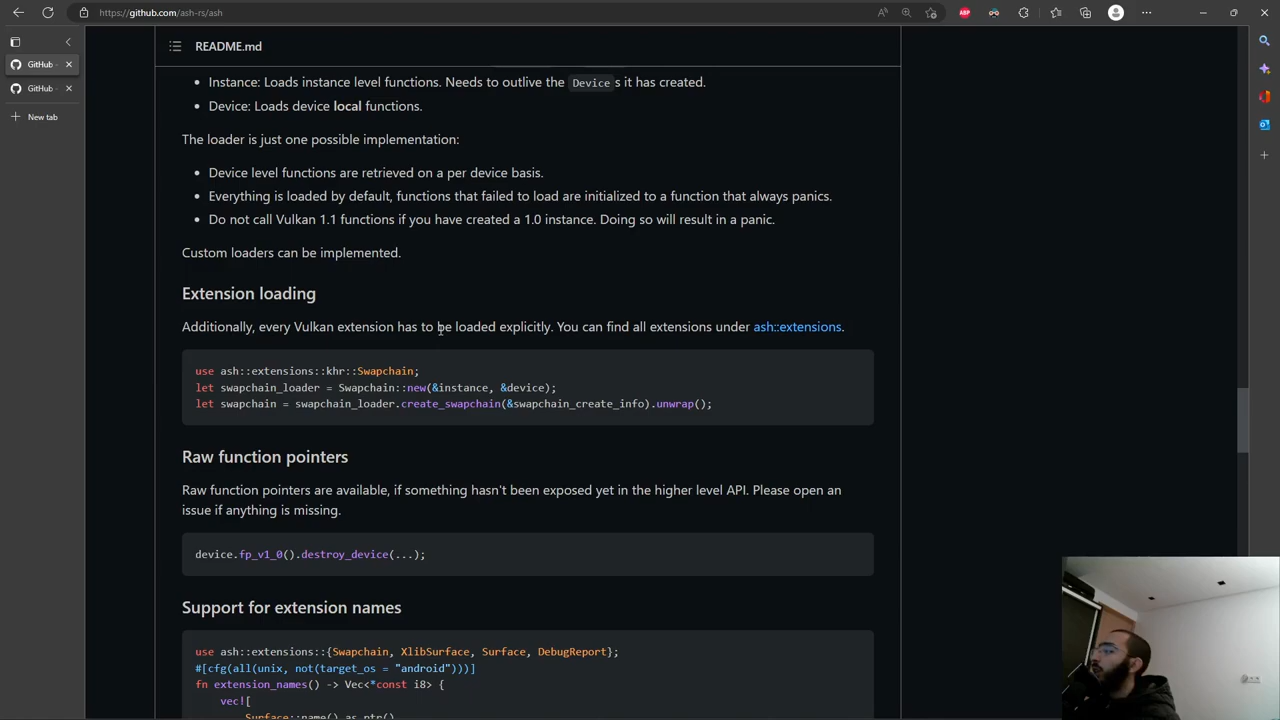 https://github.com/ash-rs/ash
GitHub
GitHub
New tab
README.md
Instance: Loads instance level functions. Needs to outlive the Device s it has created.
Device: Loads device local functions.
The loader is just one possible implementation:
Device level functions are retrieved on a per device basis.
Everything is loaded by default, functions that failed to load are initialized to a function that always panics.
Do not call Vulkan 1.1 functions if you have created a 1.0 instance. Doing so will result in a panic.
Custom loaders can be implemented.
Extension loading
Additionally, every Vulkan extension has to be loaded explicitly. You can find all extensions under ash::extensions.
use ash::extensions::khr::Swapchain;
let swapchain_loader = Swapchain::new(&instance, &device);
let swapchain = swapchain_loader.create_swapchain(&swapchain_create_info).unwrap();
Raw function pointers
Raw function pointers are available, if something hasn't been exposed yet in the higher level API. Please open an
issue if anything is missing.
device.fp_v1_0().destroy_device(...);
Support for extension names
use ash::extensions::{Swapchain, XlibSurface, Surface, DebugReport};
#[cfg(all(unix, not(target_os = "android")))]
fn extension_names() -> Vec<*const i8> {
vec![
Surface::name().as_ptr()